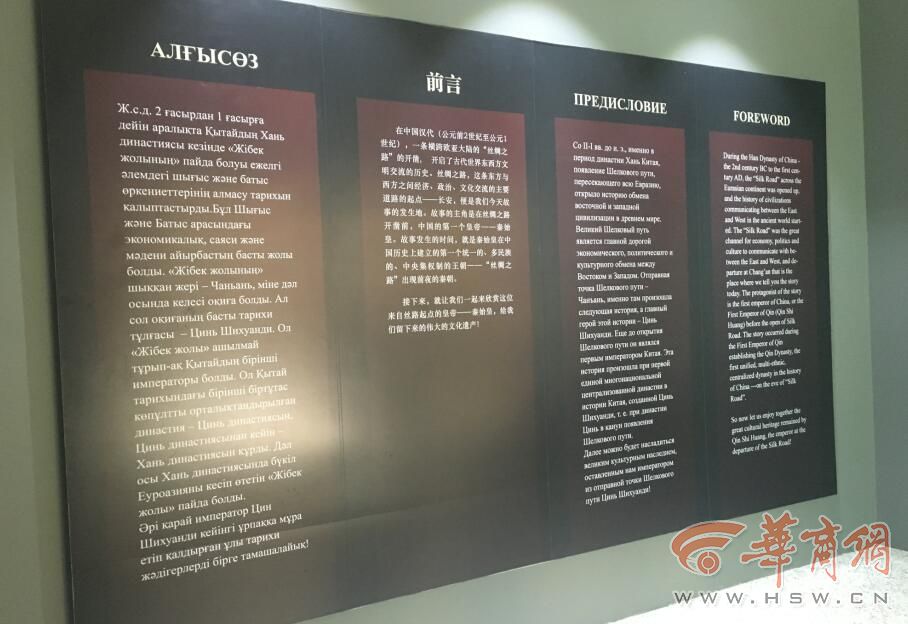 АЛҒЫСӨЗ
Ж.с.д. 2 ғасырдан 1 ғасырға
дейін аралықта Қытайдың Хань
династиясы кезінде «Жібек
жолының» пайда болуы ежелгі
әлемдегі шығыс және батыс
өркениеттерінің алмасу тарихын
қалыптастырды.Бұл Шығыс
және Батыс арасындағы
экономикалық, саяси және
мәдени айырбастың басты жолы
болды. «Жібек жолының»
шыққан жері – Чаньань, міне дәл
осында келесі оқиға болды. Ал
сол оқиғаның басты тарихи
тұлғасы – Цинь Шихуанди. Ол
«Жібек жолы» ашылмай
тұрып-ақ Қытайдың бірінші
императоры болды. Ол Қытай
тарихындағы бірінші біртұтас
көпұлтты орталықтандырылған
династия – Цинь династиясын,
Цинь династиясынан кейін –
Хань династиясын құрды. Дәл
осы Хань династиясында бүкіл
Еуроазияны кесіп өтетін «Жібек
жолы» пайда болды.
Әрі қарай император Цин
Шихуанди кейінгі ұрпаққа мұра
етіп қалдырған ұлы тарихи
жәдігерлерді бірге тамашалайық!
前言
在中国汉代（公元前2世纪至公元1
世纪），一条横跨欧亚大陆的“丝绸之
路”的开凿，开启了古代世界东西方文
明交流的历史。丝绸之路，这条东方与
西方之间经济、政治、文化交流的主要
道路的起点——长安，便是我们今天故
事的发生地。故事的主角是在丝绸之路
开凿前，中国的第一个皇帝——秦始
皇。故事发生的时间，就是秦始皇在中
国历史上建立的第一个统一的、多民族
的、中央集权制的王朝——“丝绸之
路”出现前夜的秦朝。
接下来，就让我们一起来欣赏这位
来自丝路起点的皇帝——秦始皇，给我
们留下来的伟大的文化遗产！
ПРЕДИСЛОВИЕ
Со II-I вв. до н. э., именно в
период династии Хань Китая,
появление Шелкового пути,
пересекающего всю Евразию,
открыло историю обмена
восточной и западной
цивилизации в древнем мире.
Великий Шелковый путь
является главной дорогой
экономического, политического и
культурного обмена между
Востоком и Западом. Отправная
точка Шелкового пути –
Чанъань, именно там произошла
следующая история, а главный
герой этой истории – Цинь
Шихуанди. Еще до открытия
Шелкового пути он являлся
первым императором Китая. Эта
история произошла при первой
единой многонациональной
централизованной династии в
истории Китая, созданной Цинь
Шихуанди, т. е. при династии
Цинь в канун появления
Шелкового пути.
Далее можно будет насладиться
великим культурным наследием,
оставленным нам императором
из отправной точки Шелкового
пути Цинь Шихуанди!
FOREWORD
During the Han Dynasty of China -
the 2nd century BC to the first cen-
tury AD, the “Silk Road” across the
Eurasian continent was opened up,
and the history of civilizations
communicating between the East
and West in the ancient world start-
ed. The “Silk Road” was the great
channel for economy, politics and
culture to communicate with be-
tween the East and West, and de-
parture at Chang’an that is the
place where we tell you the story
today. The protagonist of the story
is the first emperor of China, or the
First Emperor of Qin (Qin Shi
Huang) before the open of Silk
Road. The story occurred during
the First Emperor of Qin
establishing the Qin Dynasty, the
first unified, multi-ethnic.
centralized dynasty in the history
of China —on the eve of “Silk
Road”.
So now let us enjoy together the
great cultural heritage remained by
Qin Shi Huang, the emperor at the
departure of the Silk Road!
華商網
WWW.HSW.CN